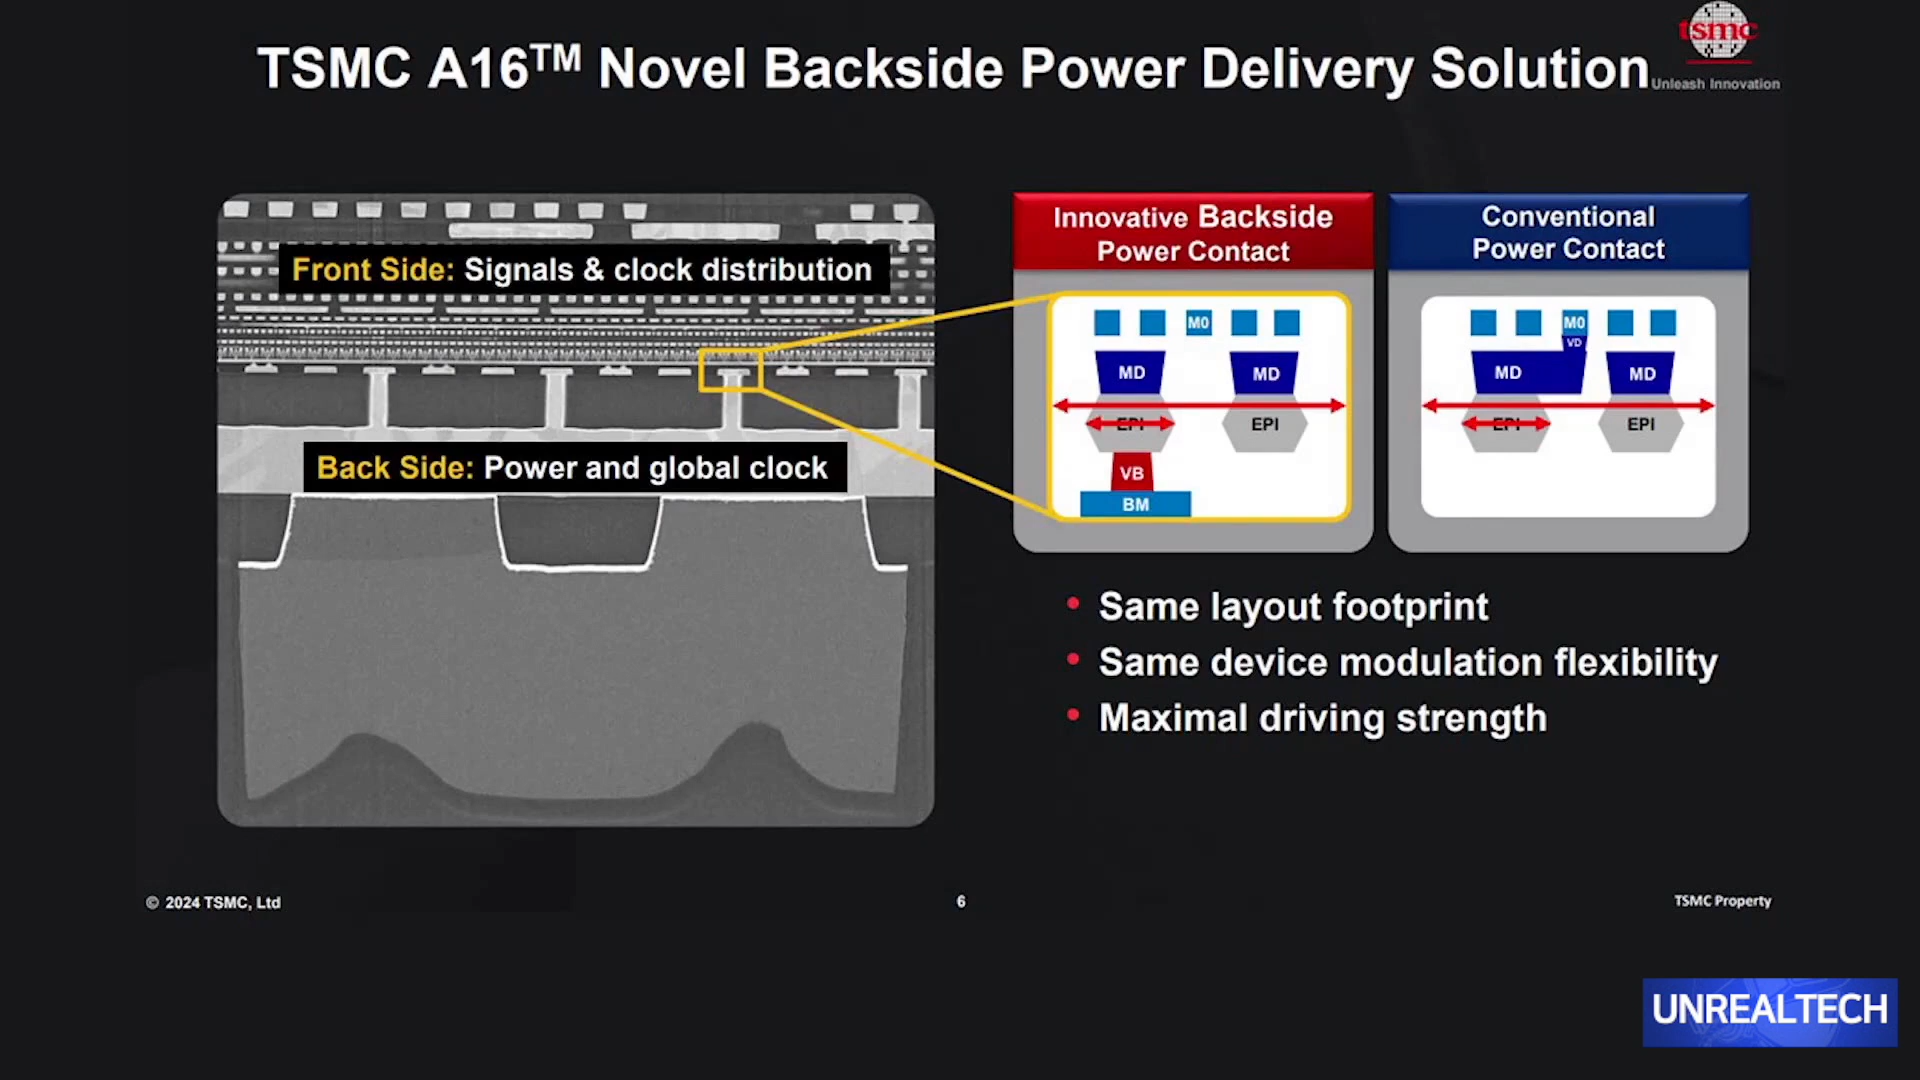 TSMC A16™ Novel Backside Power Delivery Solution
tsmc
Unleash Innovation
Front Side: Signals & clock distribution
Back Side: Power and global clock
Innovative Backside
Power Contact
M0
MD MD
EPI EPI
VB
BM
Conventional
Power Contact
M0
VD
MD MD
EPI EPI
• Same layout footprint
• Same device modulation flexibility
• Maximal driving strength
© 2024 TSMC, Ltd
6
TSMC Property
UNREALTECH